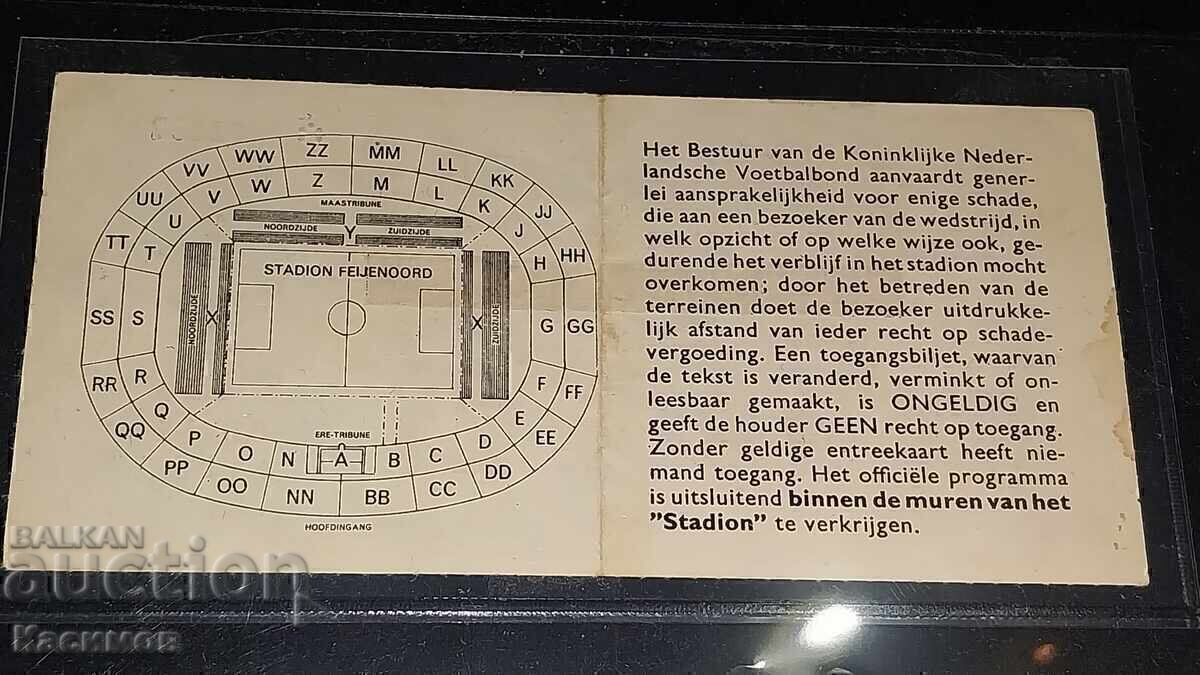 VV WW ZZ MM LL KK
UU U V W Z M L K JJ
MAASTRIBUNE
TT T J HH
NOORDZIJDE Y ZUIDZIJDE
H
STADION FEIJENOORD
SS S NOORDZIJDE X X ZUIDZIJDE G GG
RR R F FF
QQ Q E EE
ERE-TRIBUNE
PP P O N A B C D DD
OO NN BB CC
HOOFDINGANG
Het Bestuur van de Koninklijke Neder-
landsche Voetbalbond aanvaardt gener-
lei aansprakelijkheid voor enige schade,
die aan een bezoeker van de wedstrijd, in
welk opzicht of op welke wijze ook, ge-
durende het verblijf in het stadion mocht
overkomen; door het betreden van de
terreinen doet de bezoeker uitdrukke-
lijk afstand van ieder recht op schade-
vergoeding. Een toegangsbiljet, waarvan
de tekst is veranderd, verminkt of on-
leesbaar gemaakt, is ONGELDIG en
geeft de houder GEEN recht op toegang.
Zonder geldige entreekaart heeft nie-
mand toegang. Het officiële programma
is uitsluitend binnen de muren van het
"Stadion" te verkrijgen.
BALKAN
auction
Касимов